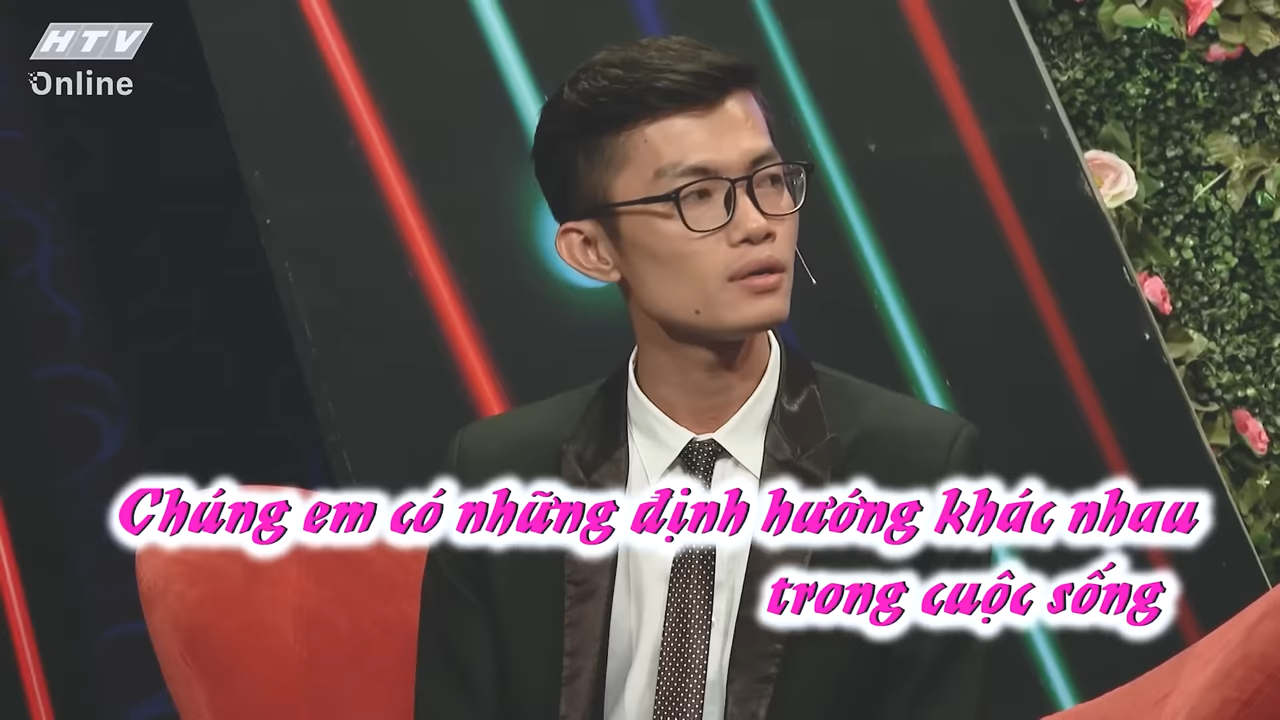 HTV
Online
Chúng em có những định hướng khác nhau
trong cuộc sống